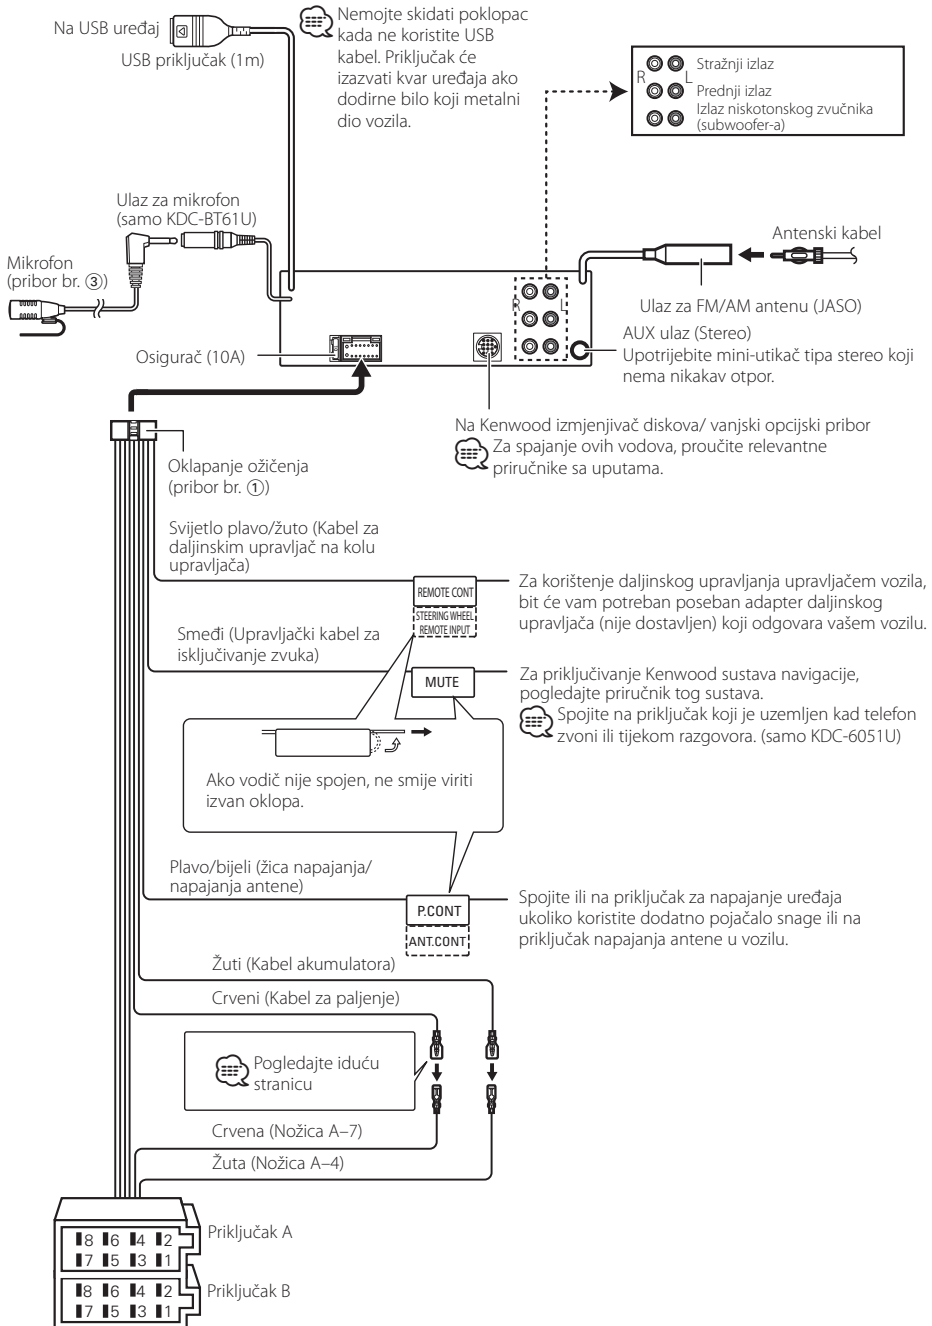 Na USB uređaj
USB priključak (1m)
Nemojte skidati poklopac
kada ne koristite USB
kabel. Priključak će
izazvati kvar uređaja ako
dodirne bilo koji metalni
dio vozila.
R
L
Stražnji izlaz
Prednji izlaz
Izlaz niskotonskog zvučnika
(subwoofer-a)
Ulaz za mikrofon
(samo KDC-BT61U)
Mikrofon
(pribor br. ③)
Antenski kabel
Ulaz za FM/AM antenu (JASO)
R
L
AUX ulaz (Stereo)
Upotrijebite mini-utikač tipa stereo koji
nema nikakav otpor.
Osigurač (10A)
Na Kenwood izmjenjivač diskova/ vanjski opcijski pribor
Za spajanje ovih vodova, proučite relevantne
priručnike sa uputama.
Oklapanje ožičenja
(pribor br. ①)
Svijetlo plavo/žuto (Kabel za
daljinskim upravljač na kolu
upravljača)
REMOTE CONT
STEERING WHEEL
REMOTE INPUT
Za korištenje daljinskog upravljanja upravljačem vozila,
bit će vam potreban poseban adapter daljinskog
upravljača (nije dostavljen) koji odgovara vašem vozilu.
Smeđi (Upravljački kabel za
isključivanje zvuka)
MUTE
Za priključivanje Kenwood sustava navigacije,
pogledajte priručnik tog sustava.
Spojite na priključak koji je uzemljen kad telefon
zvoni ili tijekom razgovora. (samo KDC-6051U)
Ako vodič nije spojen, ne smije viriti
izvan oklopa.
Plavo/bijeli (žica napajanja/
napajanja antene)
P.CONT
ANT.CONT
Spojite ili na priključak za napajanje uređaja
ukoliko koristite dodatno pojačalo snage ili na
priključak napajanja antene u vozilu.
Žuti (Kabel akumulatora)
Crveni (Kabel za paljenje)
Pogledajte iduću
stranicu
Crvena (Nožica A–7)
Žuta (Nožica A–4)
Priključak A
8 6 4 2
7 5 3 1
Priključak B
8 6 4 2
7 5 3 1